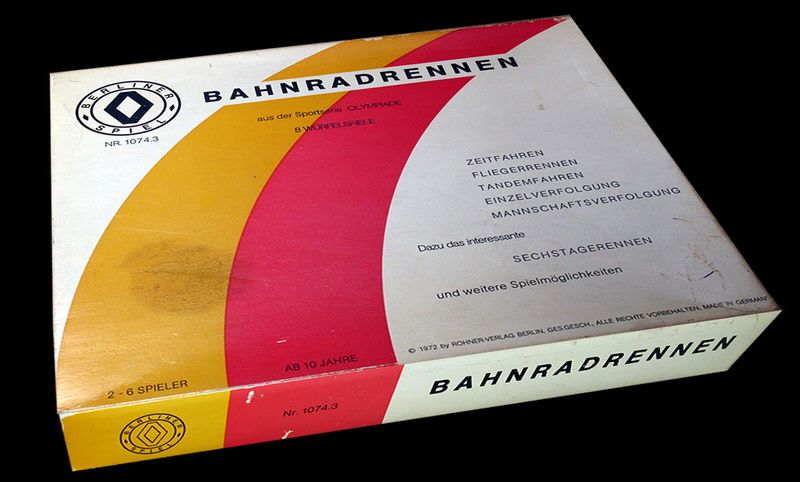 BERLINER
SPIEL
NR. 1074.3
BAHNRADRENNEN
aus der Sportserie OLYMPIADE
8 WÜRFELSPIELE
ZEITFAHREN
FLIEGERRENNEN
TANDEMFAHREN
EINZELVERFOLGUNG
MANNSCHAFTSVERFOLGUNG
Dazu das interessante
SECHSTAGERENNEN
und weitere Spielmöglichkeiten
© 1972 by ROHNER-VERLAG BERLIN, GES.GESCH., ALLE RECHTE VORBEHALTEN, MADE IN GERMANY
2 - 6 SPIELER
AB 10 JAHRE
BERLINER
SPIEL
Nr. 1074.3
BAHNRADRENNEN